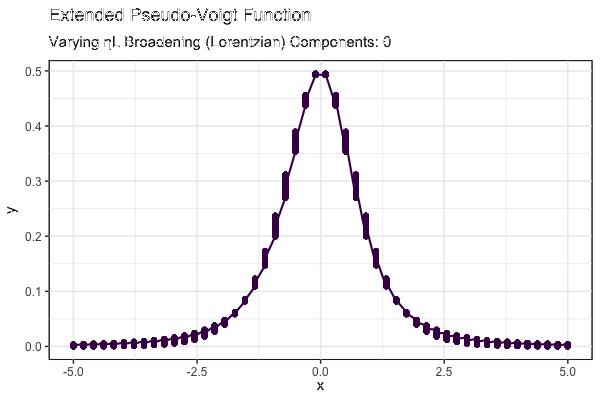 Extended Pseudo-Voigt Function
Varying ηL Broadening (Lorentzian) Components: 0
0.5
0.4
0.3
0.2
0.1
0.0
y
-5.0 -2.5 0.0 2.5 5.0
x